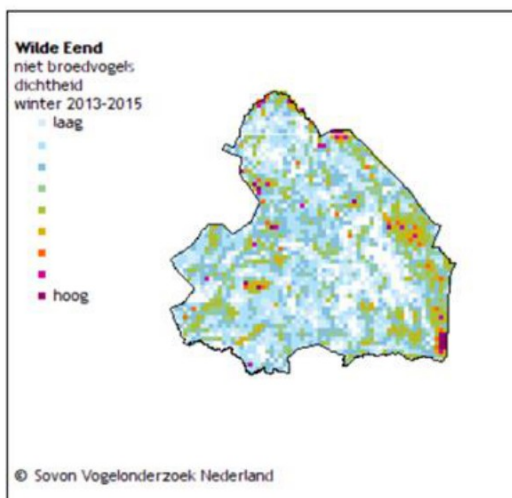 Wilde Eend
niet broedvogels
dichtheid
winter 2013-2015
laag
hoog
© Sovon Vogelonderzoek Nederland